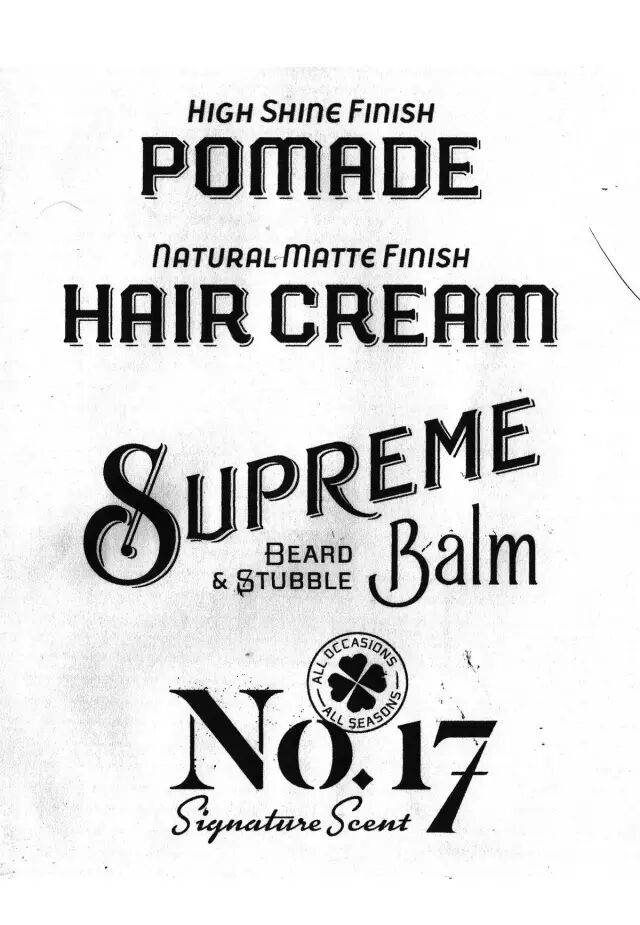 HIGH SHINE FINISH
POMADE
NATURAL MATTE FINISH
HAIR CREAM
SUPREME
BEARD
& STUBBLE
Balm
ALL OCCASIONS
ALL SEASONS
No. 17
Signature Scent